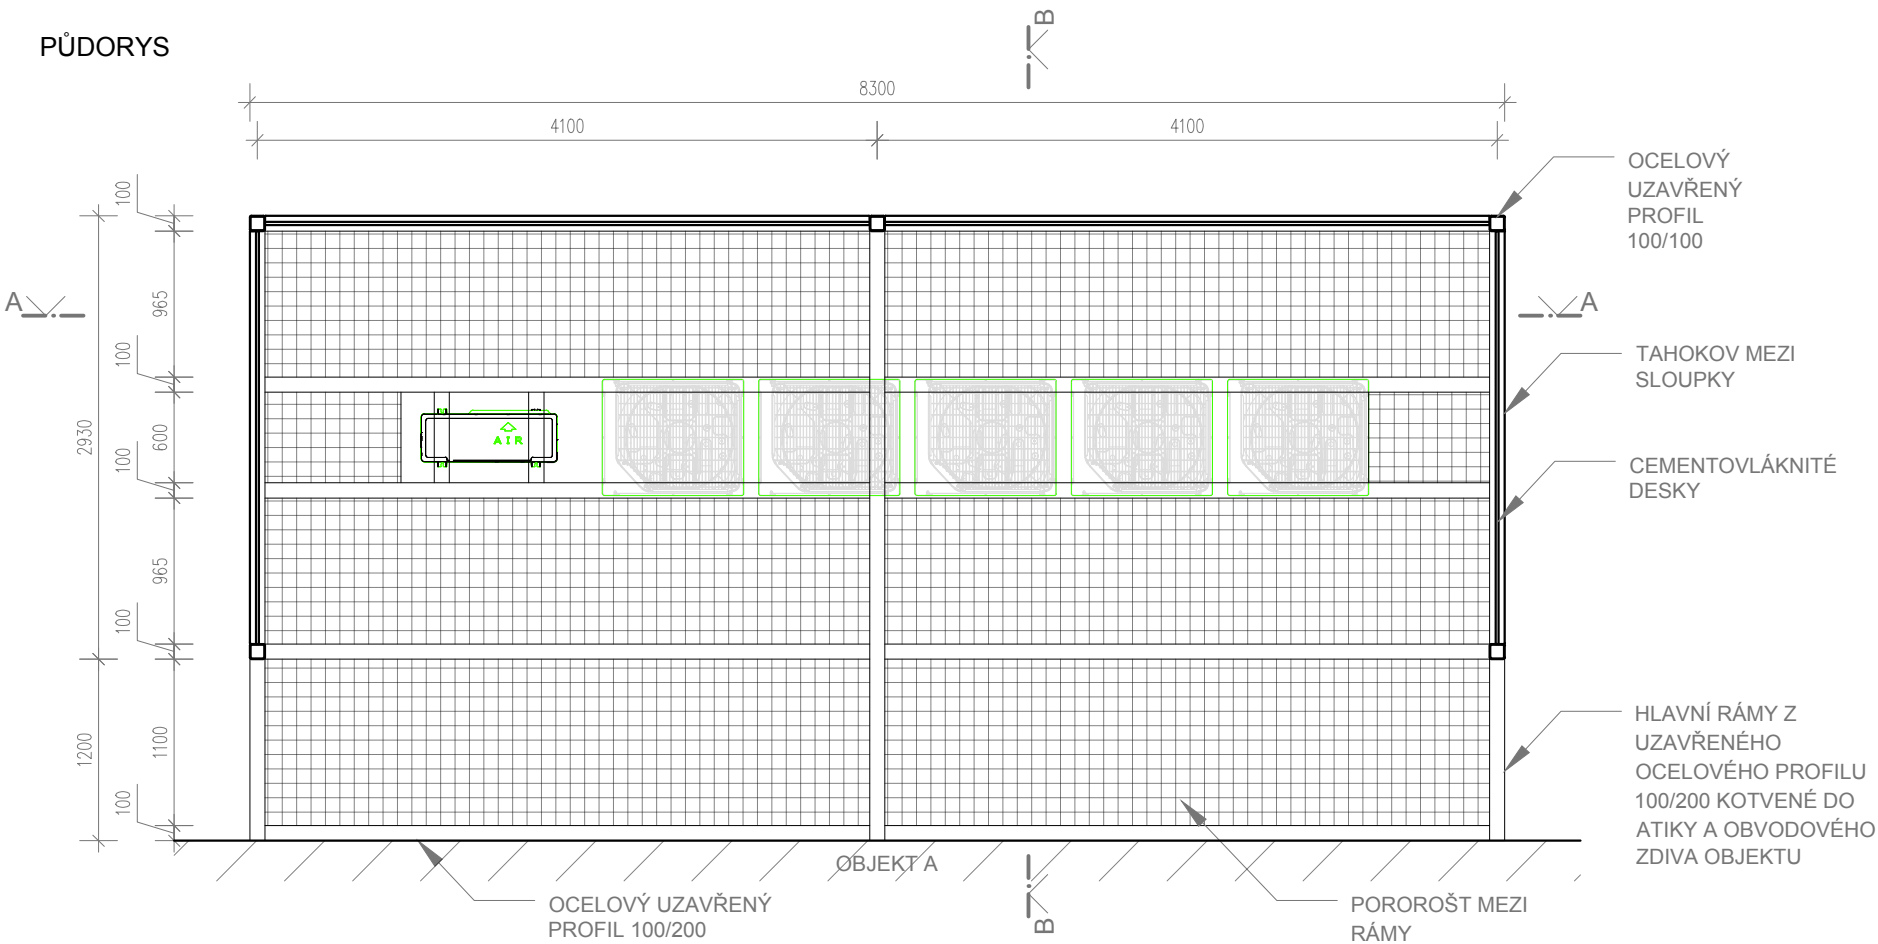 PŮDORYS
B
8300
4100
4100
OCELOVÝ
UZAVŘENÝ
PROFIL
100/100
100
965
A
A
100
TAHOKOV MEZI
SLOUPKY
2930
600
AIR
100
CEMENTOVLÁKNITÉ
DESKY
965
100
HLAVNÍ RÁMY Z
UZAVŘENÉHO
OCELOVÉHO PROFILU
100/200 KOTVENÉ DO
ATIKY A OBVODOVÉHO
ZDIVA OBJEKTU
1200
1100
100
OBJEKT A
OCELOVÝ UZAVŘENÝ
PROFIL 100/200
B
POROROŠT MEZI
RÁMY